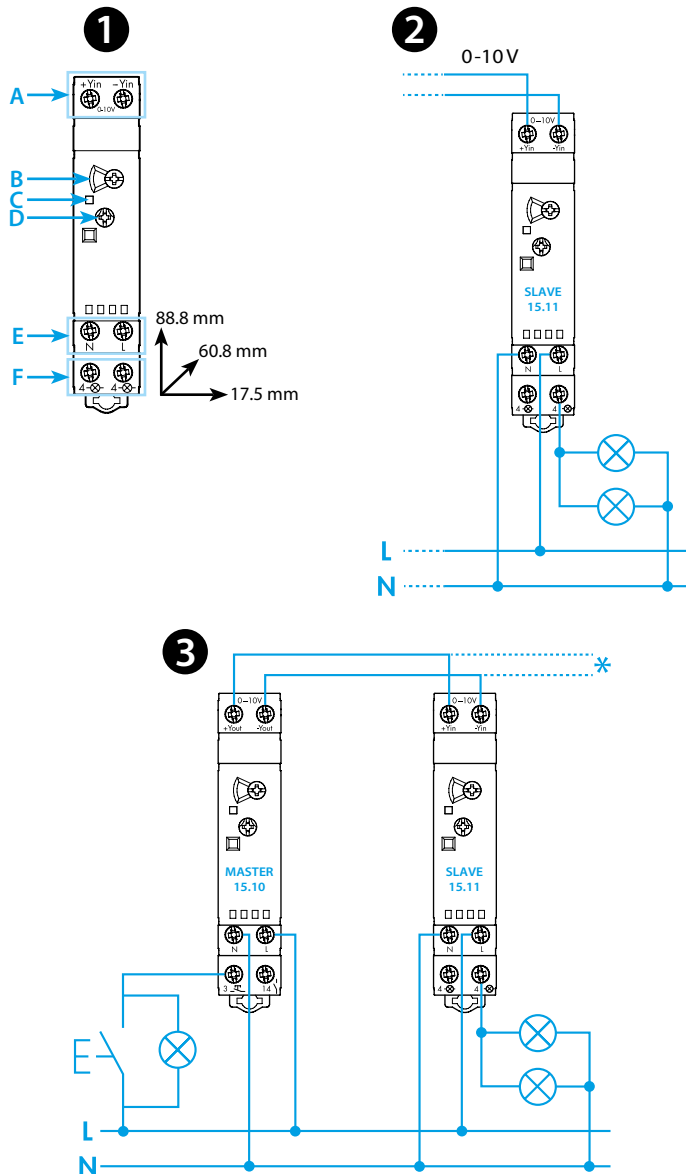 1
A
+Yin –Yin
0-10V
B
C
D
E
N L
F
4 4
88.8 mm
60.8 mm
17.5 mm
2
0-10 V
0–10V
+Yin -Yin
SLAVE
15.11
N L
4 4
L
N
3
*
0–10V
+Yout -Yout
MASTER
15.10
N L
3 14
0–10V
+Yin -Yin
SLAVE
15.11
N L
4 4
L
N